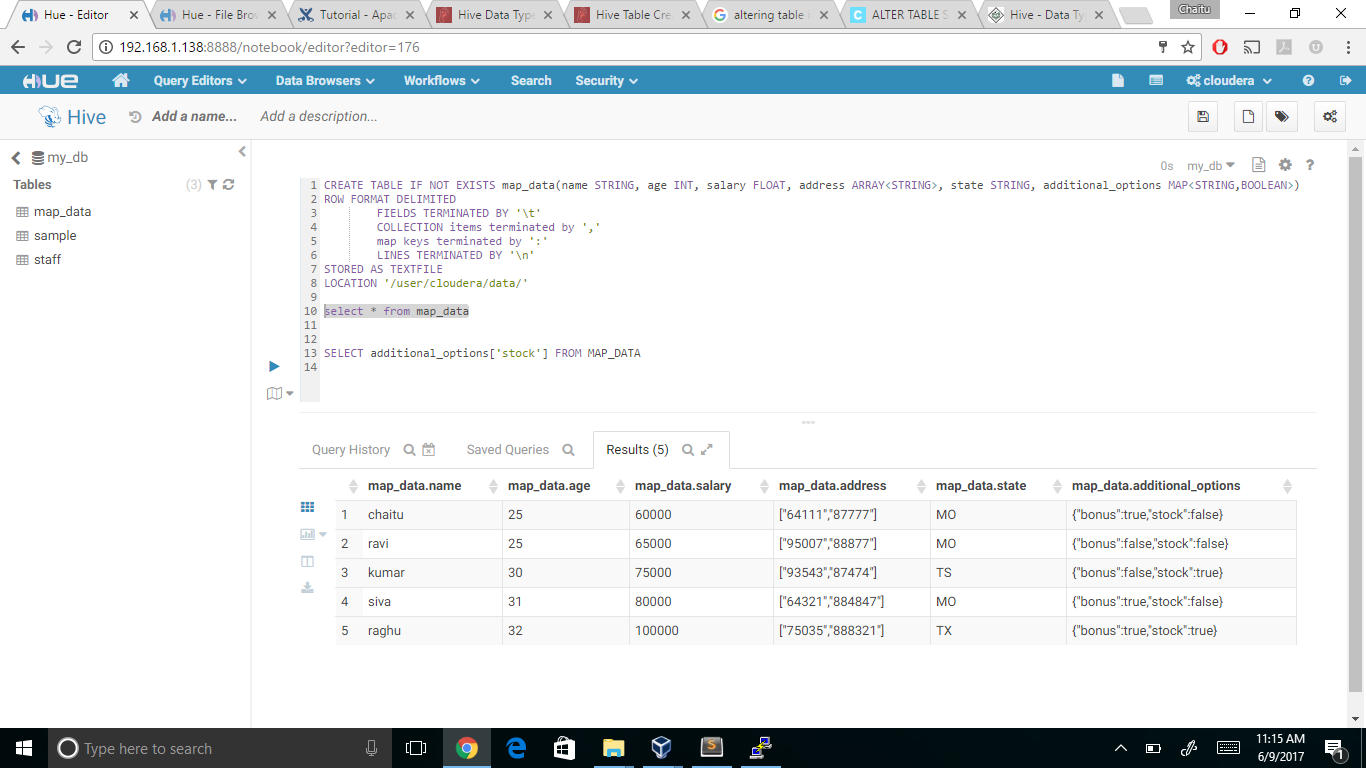 Hue - Editor
Hue - File Bro
Tutorial - Apac
Hive Data Type
Hive Table Cre
altering table
ALTER TABLE S
Hive - Data Ty
Chaitu
192.168.1.138:8888/notebook/editor?editor=176
HUE
Query Editors
Data Browsers
Workflows
Search
Security
cloudera
Hive
Add a name...
Add a description...
my_db
Tables
(3)
map_data
sample
staff
0s
my_db
1 CREATE TABLE IF NOT EXISTS map_data(name STRING, age INT, salary FLOAT, address ARRAY<STRING>, state STRING, additional_options MAP<STRING,BOOLEAN>)
2 ROW FORMAT DELIMITED
3 FIELDS TERMINATED BY '\t'
4 COLLECTION items terminated by ','
5 map keys terminated by ':'
6 LINES TERMINATED BY '\n'
7 STORED AS TEXTFILE
8 LOCATION '/user/cloudera/data/'
9
10 select * from map_data
11
12
13 SELECT additional_options['stock'] FROM MAP_DATA
14
Query History
Saved Queries
Results (5)
map_data.name map_data.age map_data.salary map_data.address map_data.state map_data.additional_options
1 chaitu 25 60000 ["64111","87777"] MO {"bonus":true,"stock":false}
2 ravi 25 65000 ["95007","88877"] MO {"bonus":false,"stock":false}
3 kumar 30 75000 ["93543","87474"] TS {"bonus":false,"stock":true}
4 siva 31 80000 ["64321","884847"] MO {"bonus":true,"stock":false}
5 raghu 32 100000 ["75035","888321"] TX {"bonus":true,"stock":true}
Type here to search
11:15 AM
6/9/2017
1